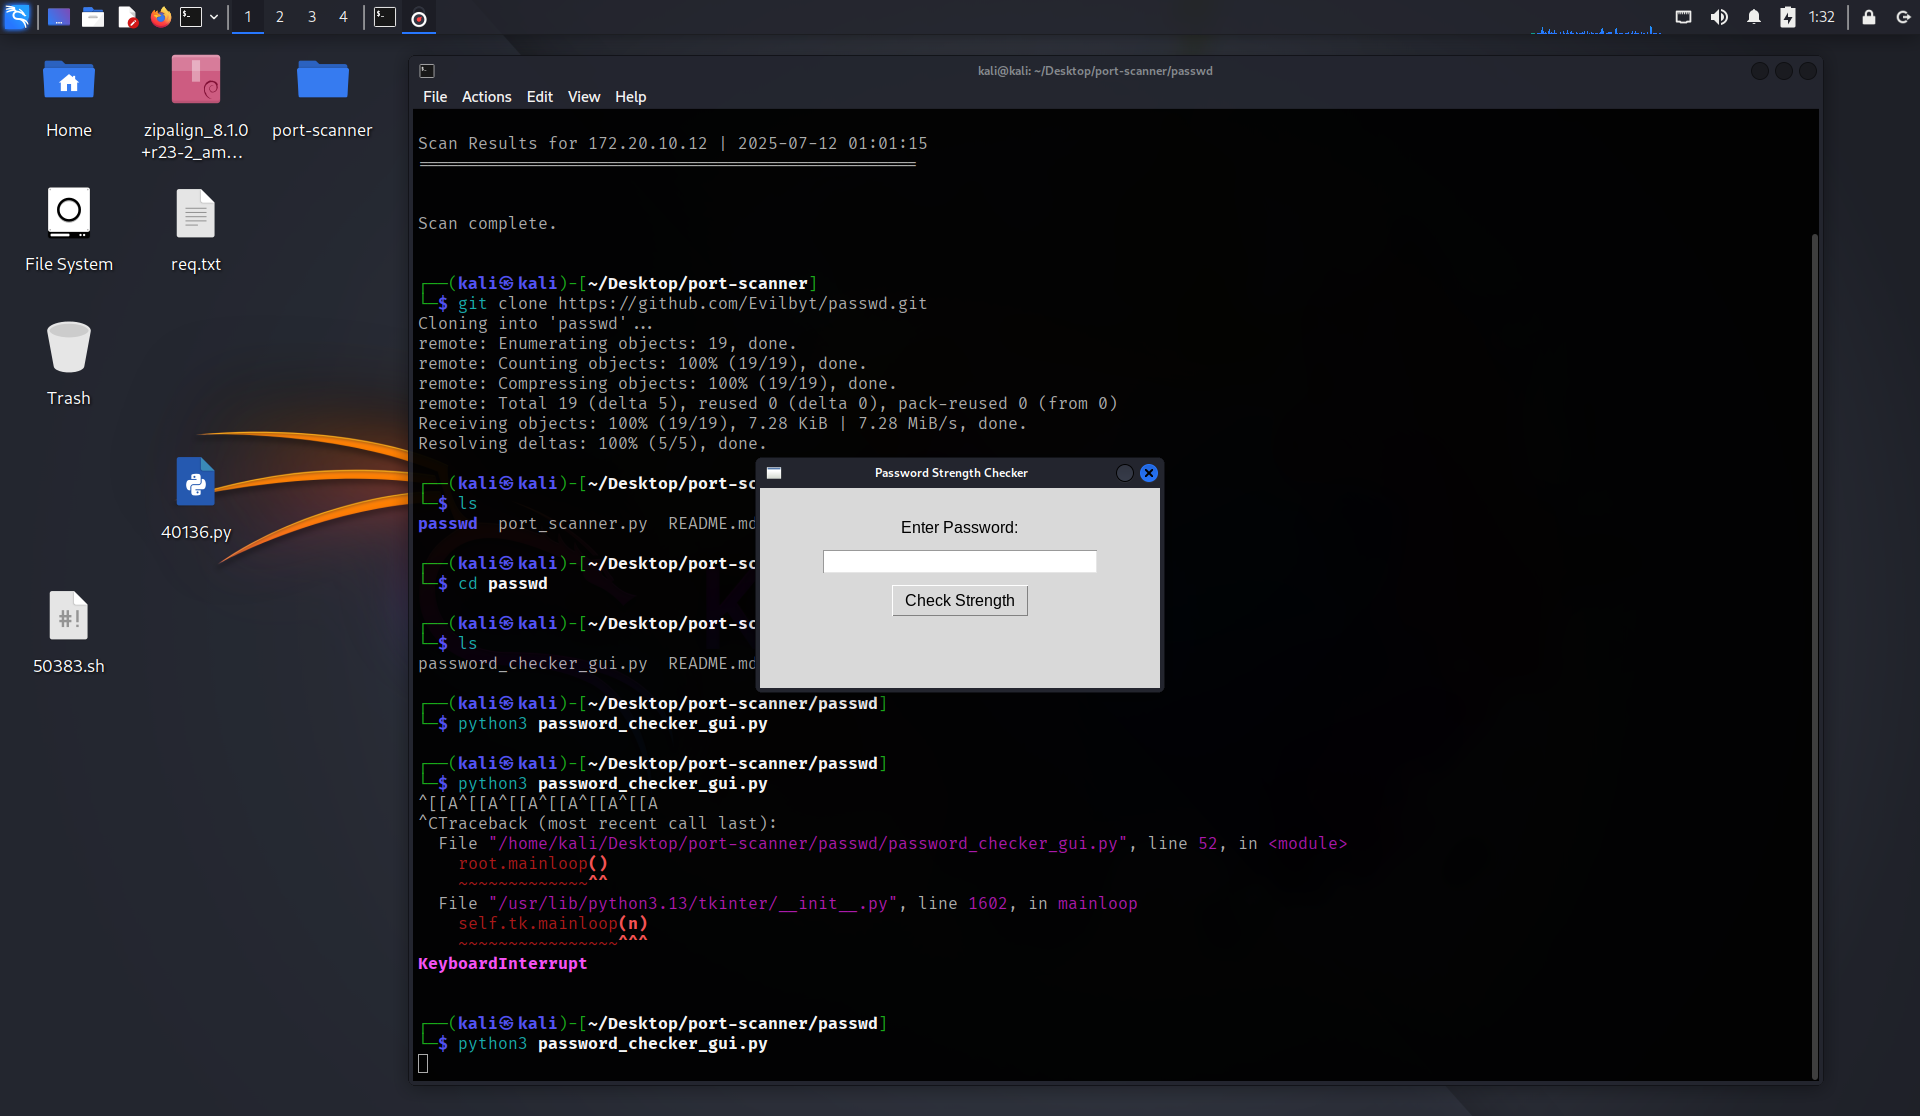 1 2 3 4
1:32
Home
zipalign_8.1.0
+r23-2_am...
port-scanner
File System
req.txt
Trash
40136.py
#!
50383.sh
kali@kali: ~/Desktop/port-scanner/passwd
File Actions Edit View Help
Scan Results for 172.20.10.12 | 2025-07-12 01:01:15
Scan complete.
┌──(kali㉿kali)-[~/Desktop/port-scanner]
└─$ git clone https://github.com/Evilbyt/passwd.git
Cloning into 'passwd'...
remote: Enumerating objects: 19, done.
remote: Counting objects: 100% (19/19), done.
remote: Compressing objects: 100% (19/19), done.
remote: Total 19 (delta 5), reused 0 (delta 0), pack-reused 0 (from 0)
Receiving objects: 100% (19/19), 7.28 KiB | 7.28 MiB/s, done.
Resolving deltas: 100% (5/5), done.
┌──(kali㉿kali)-[~/Desktop/port-sc
└─$ ls
passwd port_scanner.py README.md
┌──(kali㉿kali)-[~/Desktop/port-sc
└─$ cd passwd
┌──(kali㉿kali)-[~/Desktop/port-sc
└─$ ls
password_checker_gui.py README.md
┌──(kali㉿kali)-[~/Desktop/port-scanner/passwd]
└─$ python3 password_checker_gui.py
┌──(kali㉿kali)-[~/Desktop/port-scanner/passwd]
└─$ python3 password_checker_gui.py
^[[A^[[A^[[A^[[A^[[A^[[A
^CTraceback (most recent call last):
File "/home/kali/Desktop/port-scanner/passwd/password_checker_gui.py", line 52, in <module>
root.mainloop()
~~~~~~~~~~~~~^^
File "/usr/lib/python3.13/tkinter/__init__.py", line 1602, in mainloop
self.tk.mainloop(n)
~~~~~~~~~~~~~~~~^^^
KeyboardInterrupt
┌──(kali㉿kali)-[~/Desktop/port-scanner/passwd]
└─$ python3 password_checker_gui.py
Password Strength Checker
Enter Password:
Check Strength